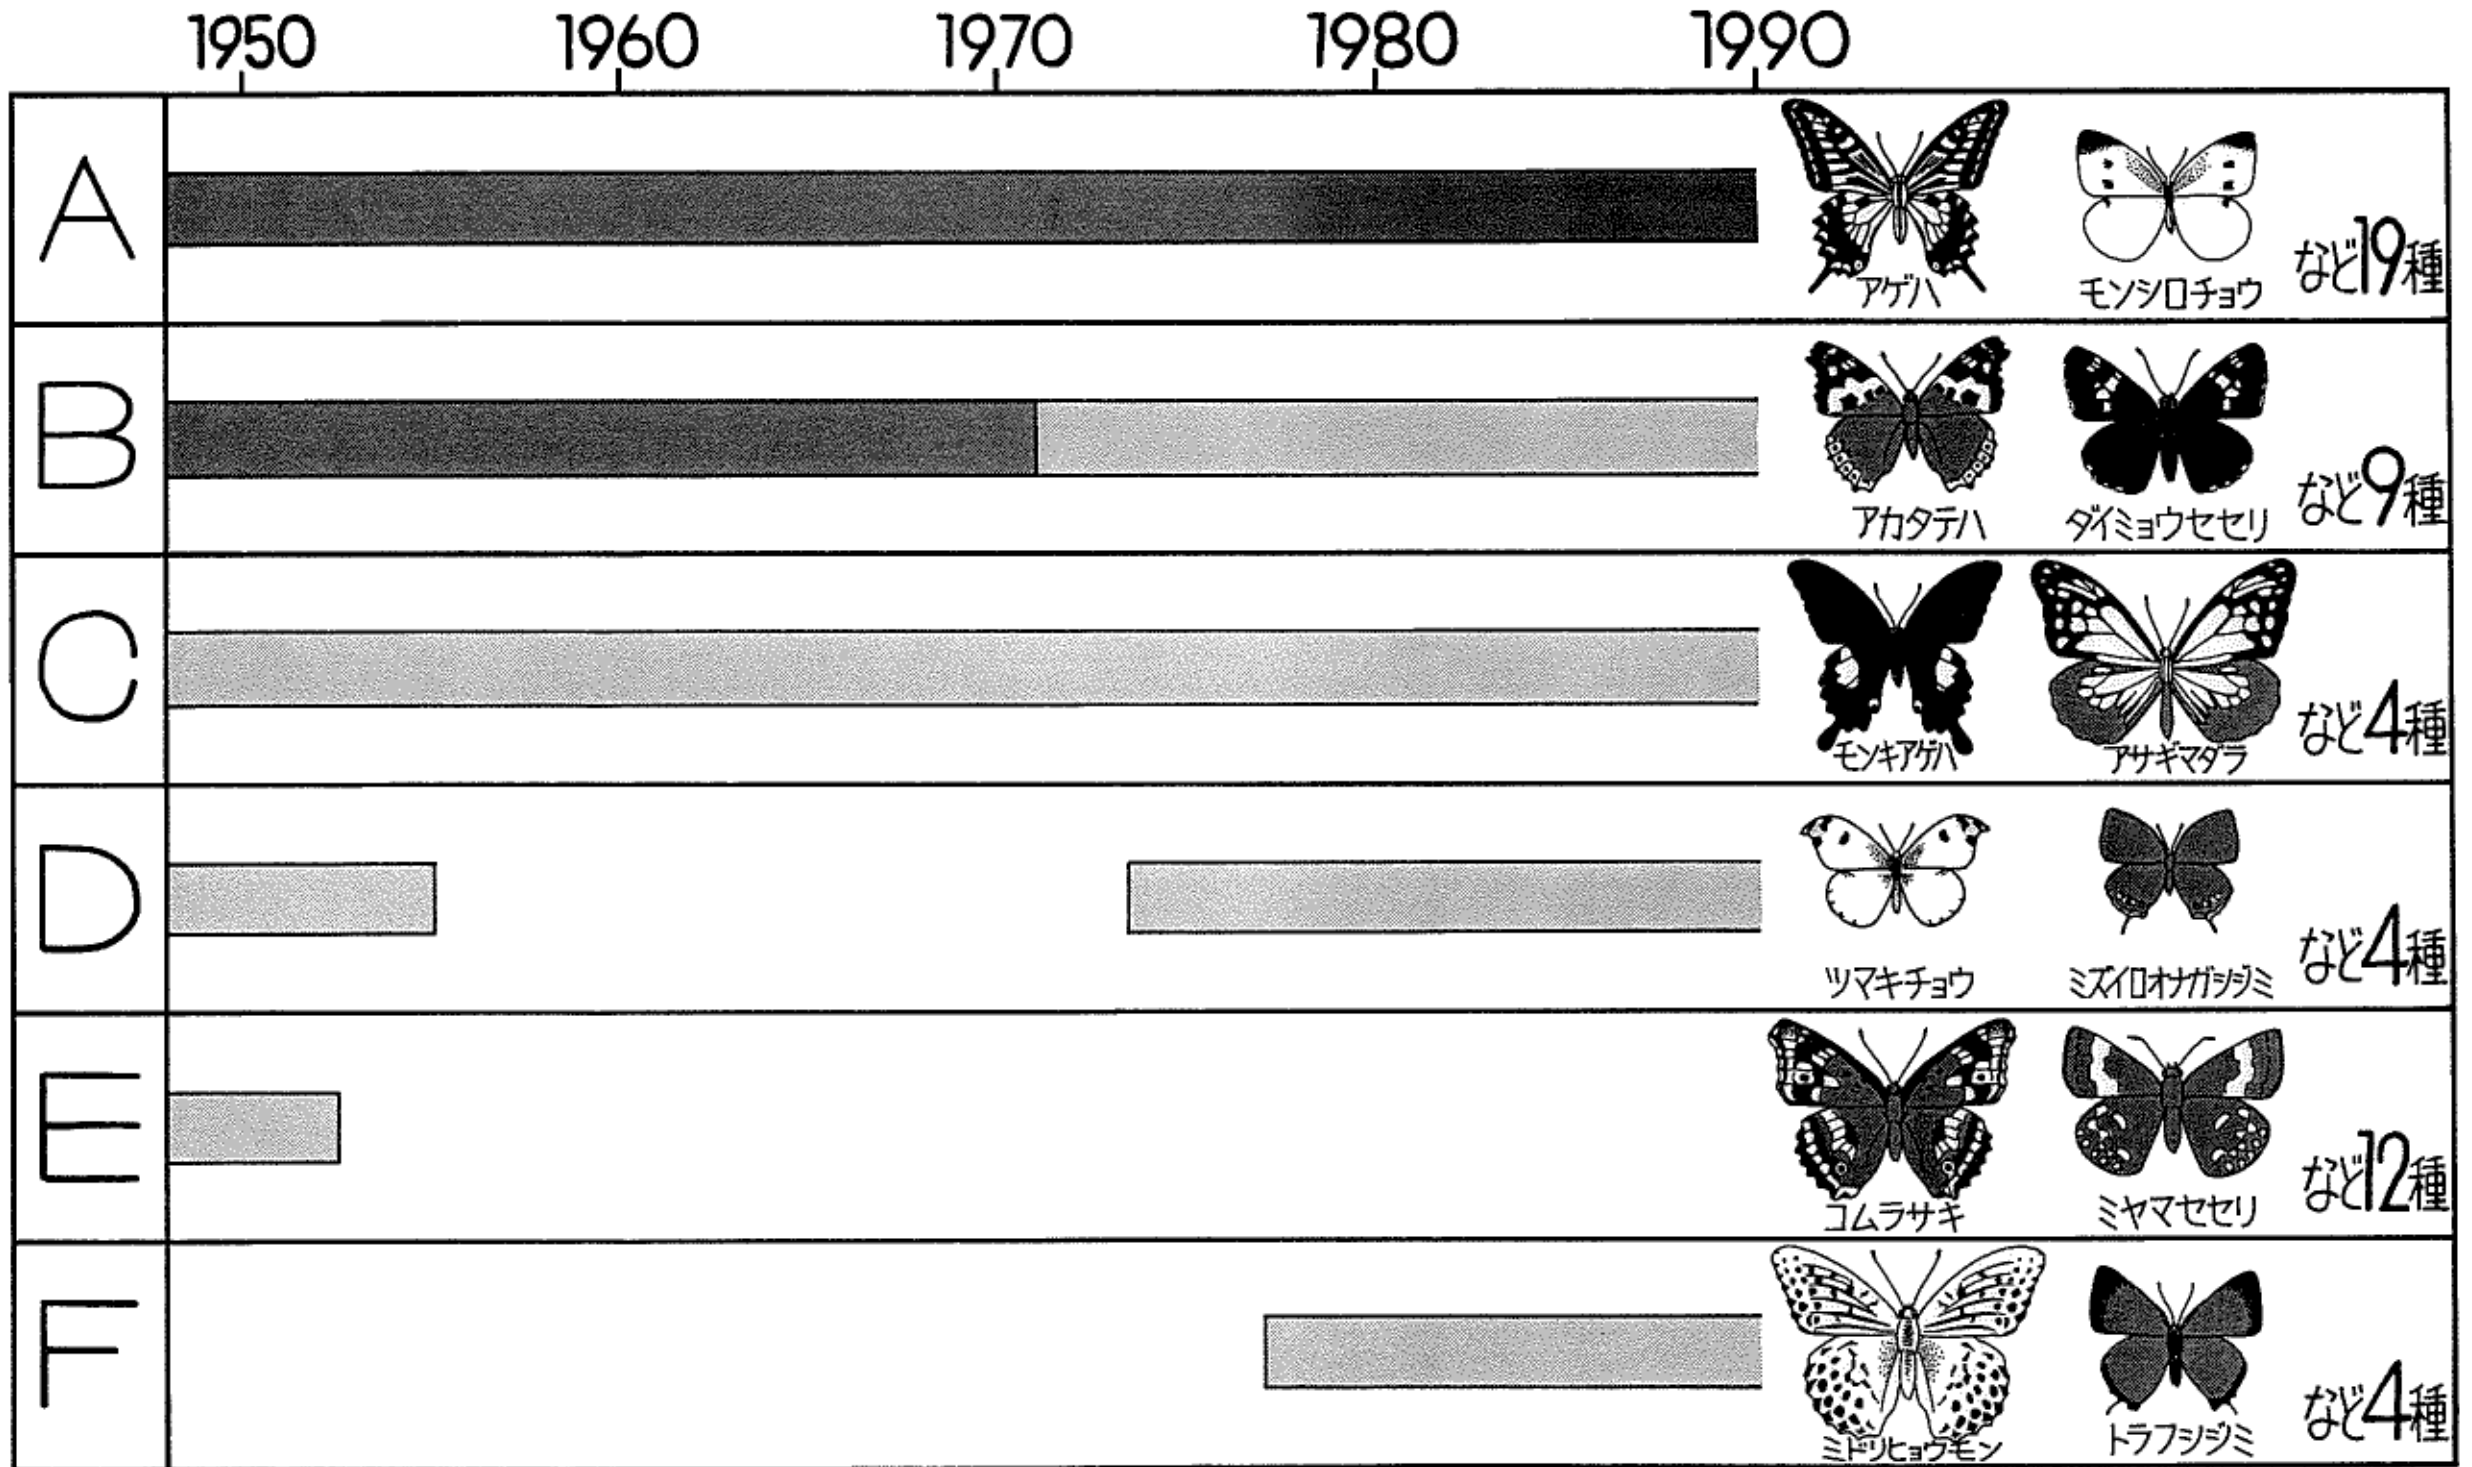 1950 1960 1970 1980 1990
A
アゲハ モンシロチョウ など19種
B
アカタテハ ダイミョウセセリ など9種
C
モンキアゲハ アサギマダラ など4種
D
ツマキチョウ ミズイロオナガシジミ など4種
E
コムラサキ ミヤマセセリ など12種
F
ミドリヒョウモン トラフシジミ など4種